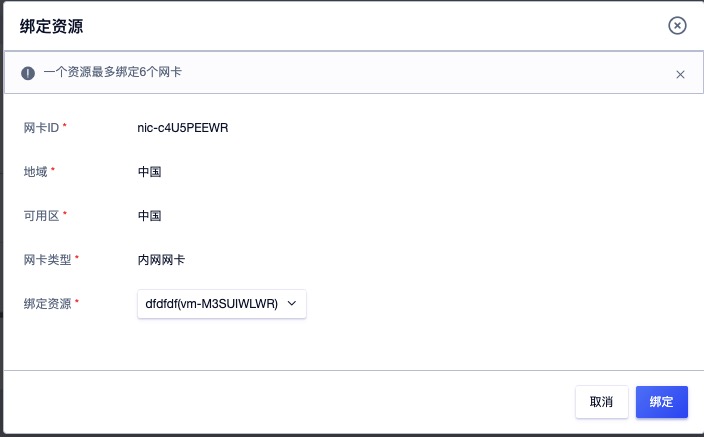 绑定资源
一个资源最多绑定6个网卡
网卡ID * nic-c4U5PEEWR
地域 * 中国
可用区 * 中国
网卡类型 * 内网网卡
绑定资源 * dfdfdf(vm-M3SUIWLWR)
取消 绑定